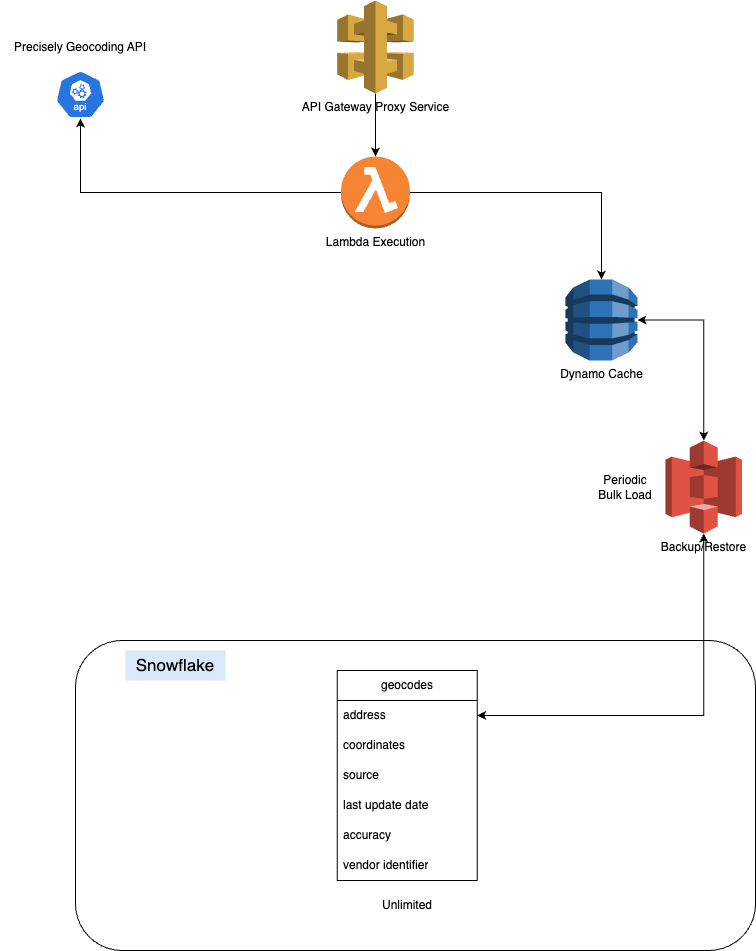 Precisely Geocoding API
api
API Gateway Proxy Service
λ
Lambda Execution
Dynamo Cache
Periodic
Bulk Load
Backup/Restore
Snowflake
geocodes
address
coordinates
source
last update date
accuracy
vendor identifier
Unlimited